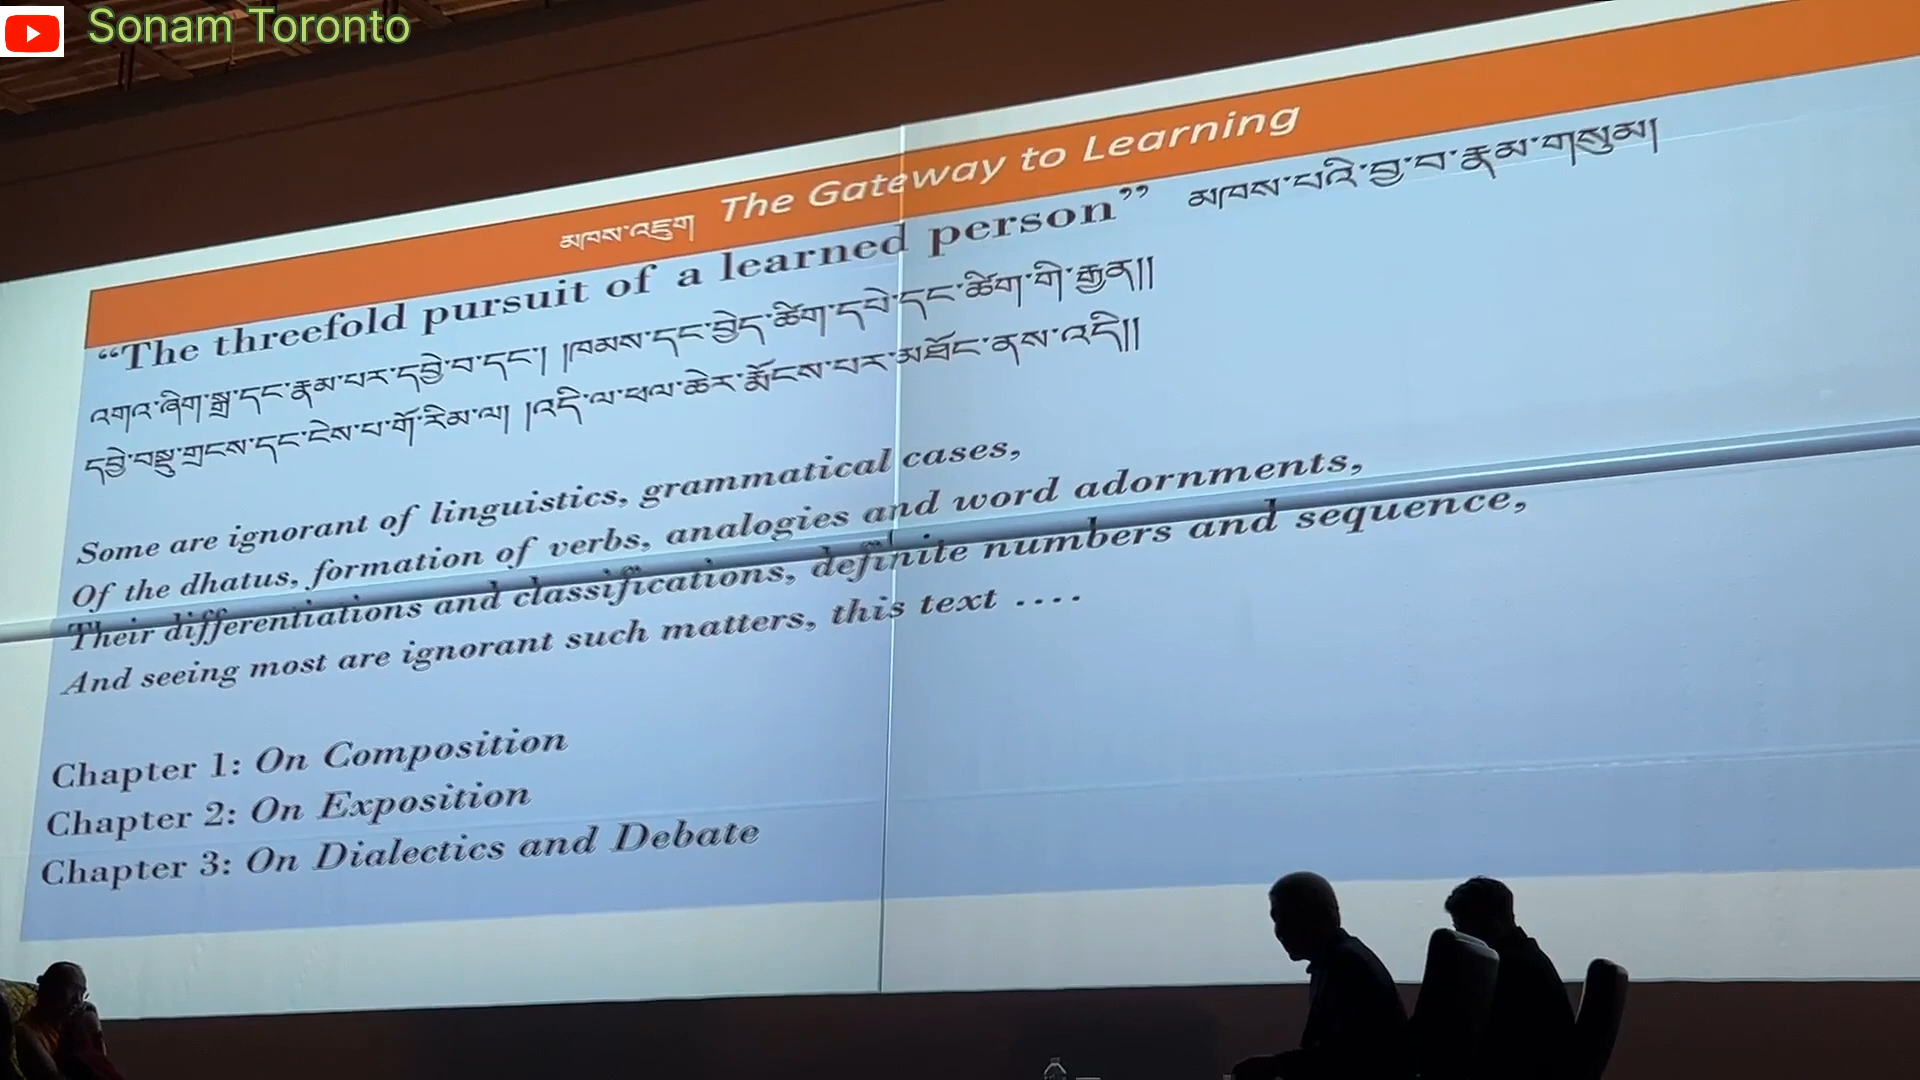 Sonam Toronto
མཁས་འཇུག The Gateway to Learning
“The threefold pursuit of a learned person” མཁས་པའི་བྱ་བ་རྣམ་གསུམ།
འགའ་ཞིག་སྒྲ་དང་རྣམ་པར་དབྱེ་བ་དང་། །ཁམས་དང་བྱེད་ཚིག་དཔེ་དང་ཚིག་གི་རྒྱན།།
དབྱེ་བསྡུ་གྲངས་དང་ངེས་པ་གོ་རིམ་ལ། །འདི་ལ་ཕལ་ཆེར་རྨོངས་པར་མཐོང་ནས་འདི།།
Some are ignorant of linguistics, grammatical cases,
Of the dhatus, formation of verbs, analogies and word adornments,
Their differentiations and classifications, definite numbers and sequence,
And seeing most are ignorant such matters, this text ....
Chapter 1: On Composition
Chapter 2: On Exposition
Chapter 3: On Dialectics and Debate